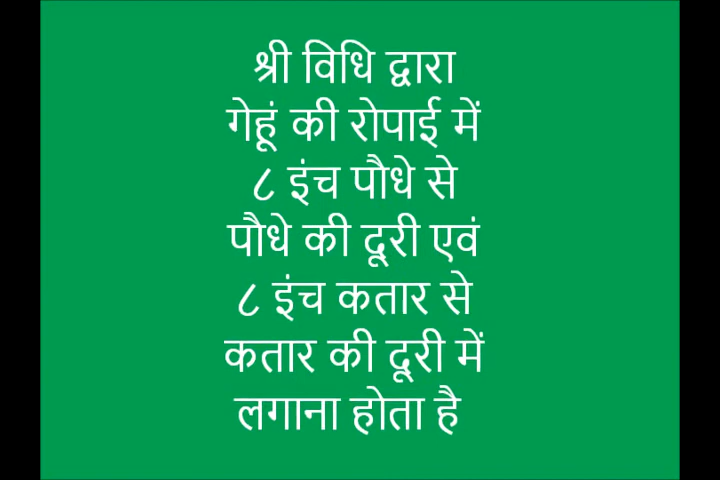 श्री विधि द्वारा
गेहूं की रोपाई में
८ इंच पौधे से
पौधे की दूरी एवं
८ इंच कतार से
कतार की दूरी में
लगाना होता है